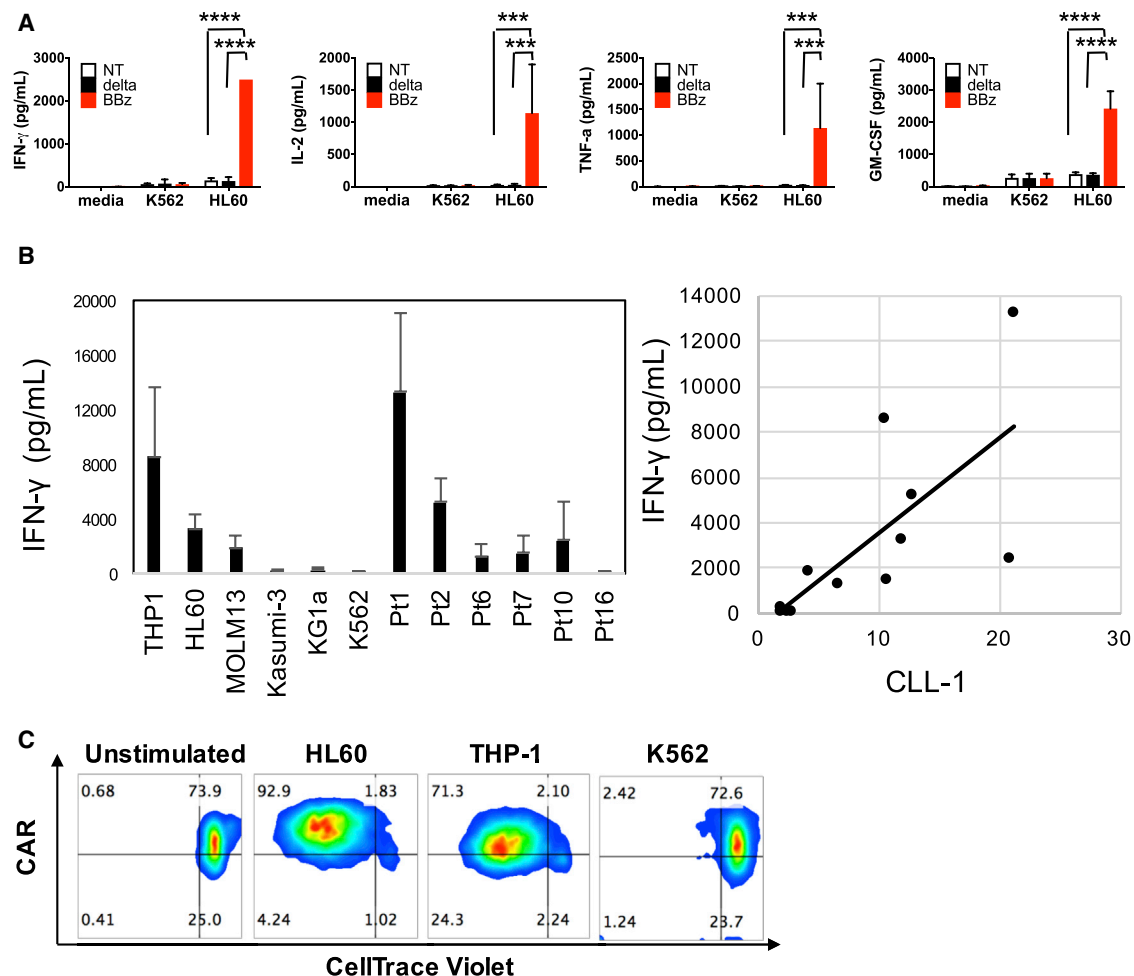 A
****
****
IFN-γ (pg/mL)
3000
2000
1000
0
NT
delta
BBz
media K562 HL60
***
***
IL-2 (pg/mL)
2000
1500
1000
500
0
NT
delta
BBz
media K562 HL60
***
***
TNF-a (pg/mL)
2500
2000
1500
1000
500
0
NT
delta
BBz
media K562 HL60
****
****
GM-CSF (pg/mL)
4000
3000
2000
1000
0
NT
delta
BBz
media K562 HL60
B
IFN-γ (pg/mL)
20000
16000
12000
8000
4000
0
THP1
HL60
MOLM13
Kasumi-3
KG1a
K562
Pt1
Pt2
Pt6
Pt7
Pt10
Pt16
IFN-γ (pg/mL)
14000
12000
10000
8000
6000
4000
2000
0
0 10 20 30
CLL-1
C
CAR
Unstimulated HL60 THP-1 K562
0.68 73.9 92.9 1.83 71.3 2.10 2.42 72.6
0.41 25.0 4.24 1.02 24.3 2.24 1.24 23.7
CellTrace Violet